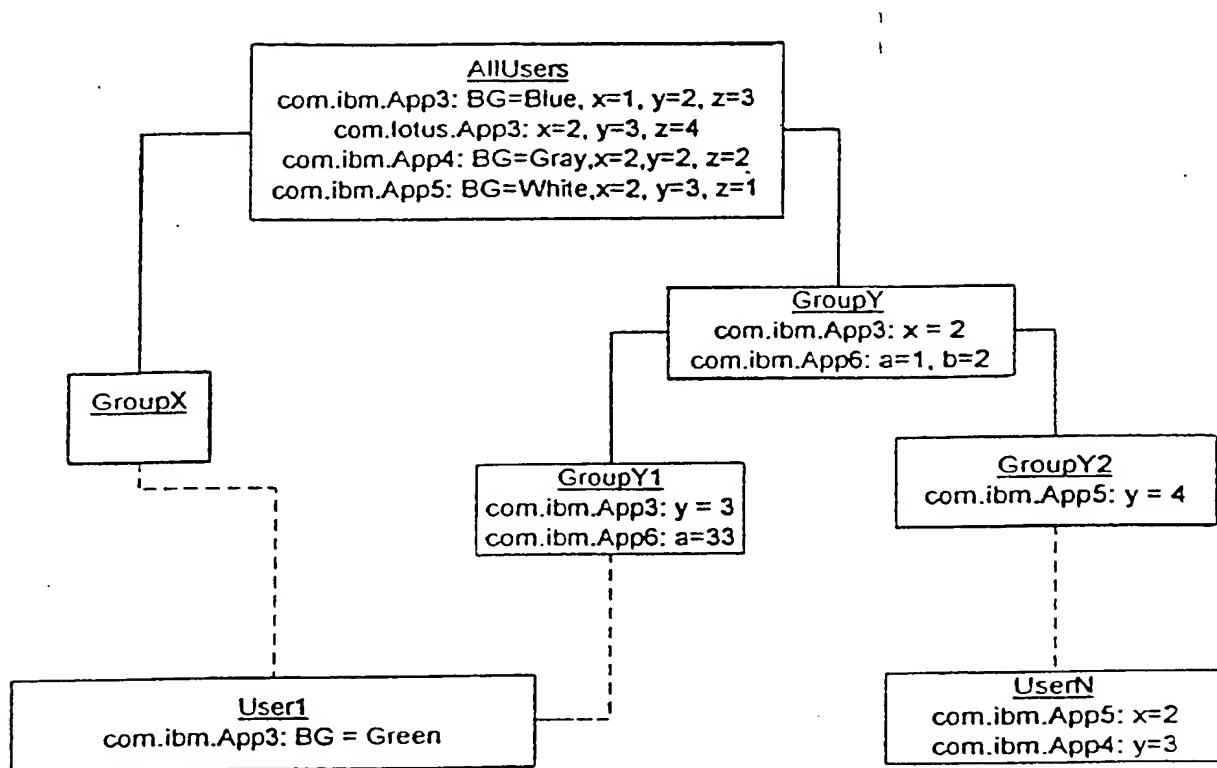 AllUsers
com.ibm.App3: BG=Blue, x=1, y=2, z=3
com.lotus.App3: x=2, y=3, z=4
com.ibm.App4: BG=Gray,x=2,y=2, z=2
com.ibm.App5: BG=White,x=2, y=3, z=1
GroupY
com.ibm.App3: x = 2
com.ibm.App6: a=1, b=2
GroupX
GroupY1
com.ibm.App3: y = 3
com.ibm.App6: a=33
GroupY2
com.ibm.App5: y = 4
User1
com.ibm.App3: BG = Green
UserN
com.ibm.App5: x=2
com.ibm.App4: y=3